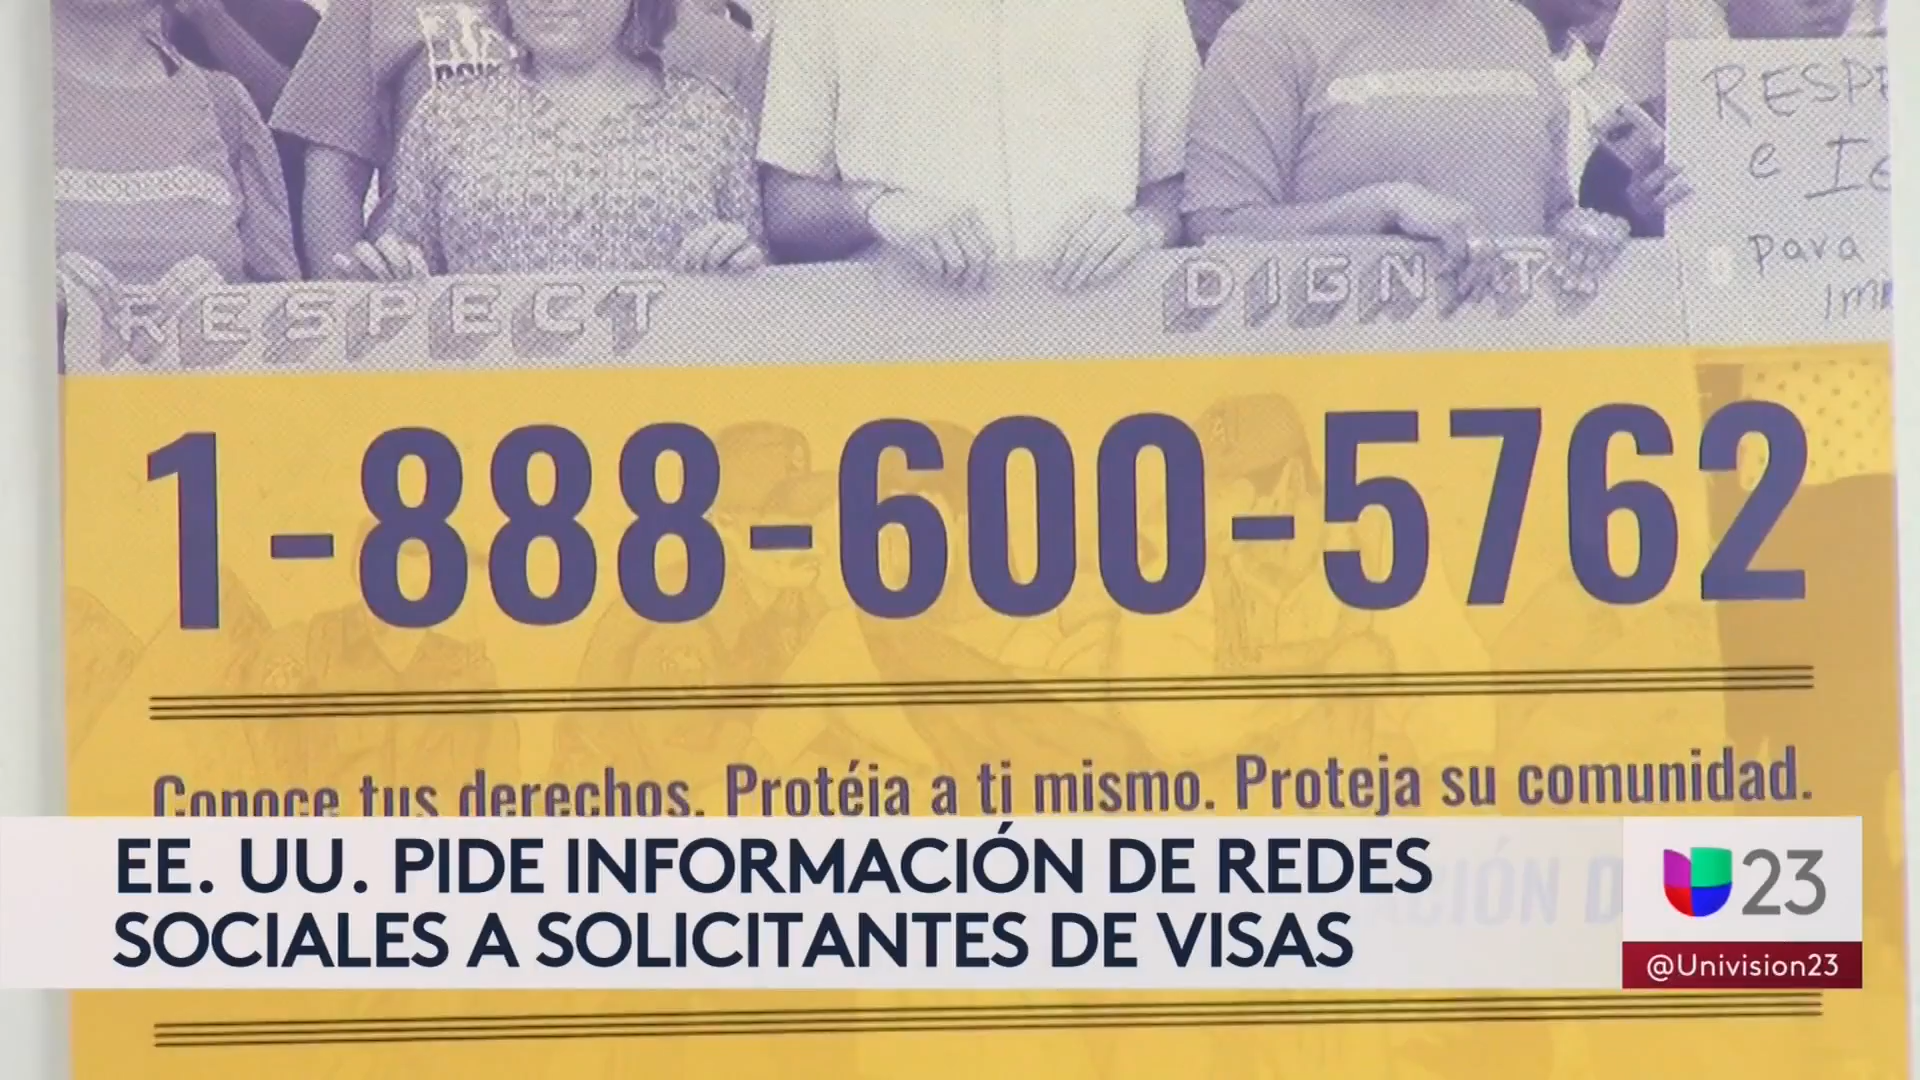 RESPECT
DIGNITY
RESP
e
para
1-888-600-5762
Conoce tus derechos. Protéja a ti mismo. Proteja su comunidad.
EE. UU. PIDE INFORMACIÓN DE REDES
SOCIALES A SOLICITANTES DE VISAS
23
@Univision23